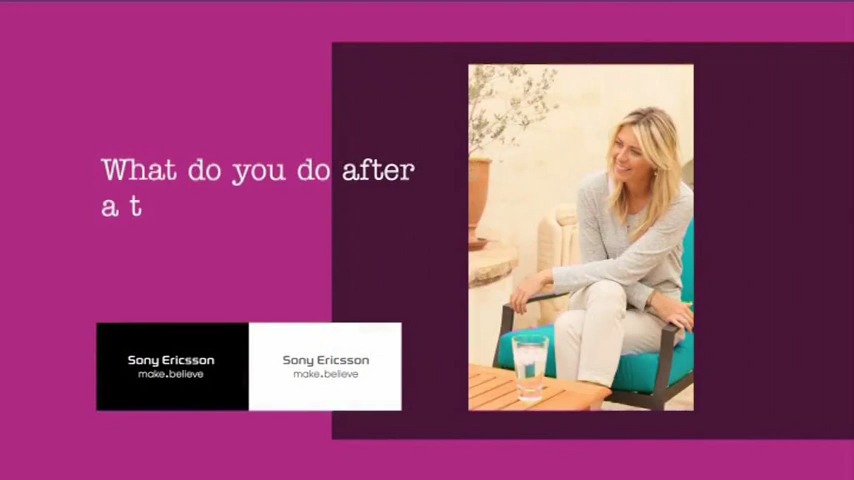 What do you do after
a t
Sony Ericsson
make.believe
Sony Ericsson
make.believe